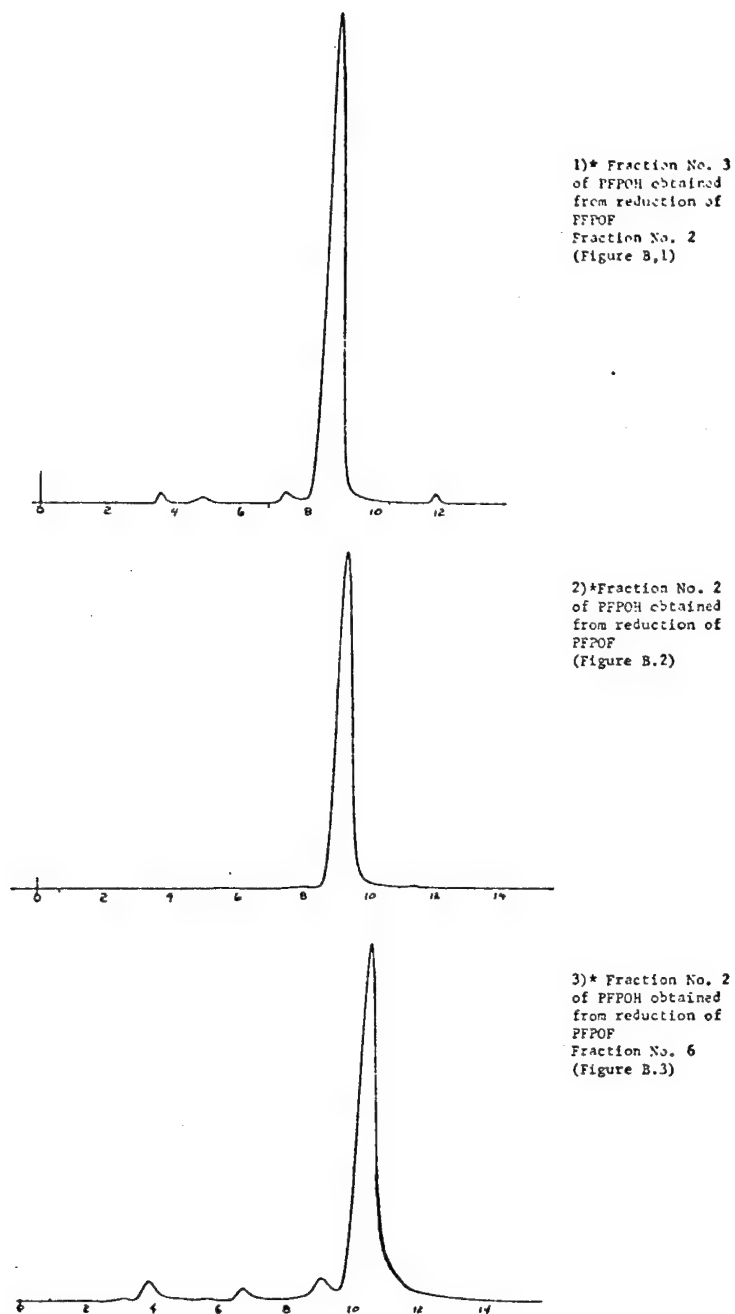 1)* Fraction No. 3
of PFPOH obtained
from reduction of
PFPOF
Fraction No. 2
(Figure B,1)
0 2 4 6 8 10 12
2)*Fraction No. 2
of PFPOH obtained
from reduction of
PFPOF
(Figure B.2)
0 2 4 6 8 10 12 14
3)* Fraction No. 2
of PFPOH obtained
from reduction of
PFPOF
Fraction No. 6
(Figure B.3)
0 2 4 6 8 10 12 14